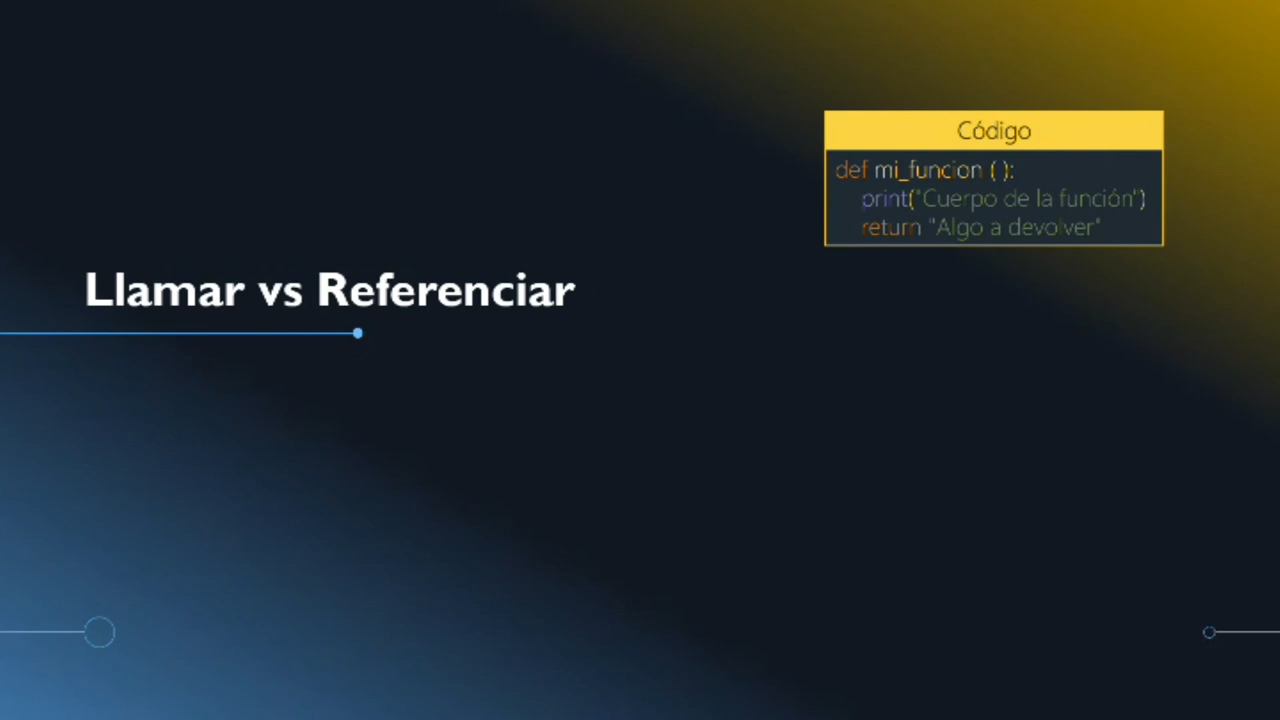 Código
def mi_funcion ( ):
print("Cuerpo de la función")
return "Algo a devolver"
Llamar vs Referenciar